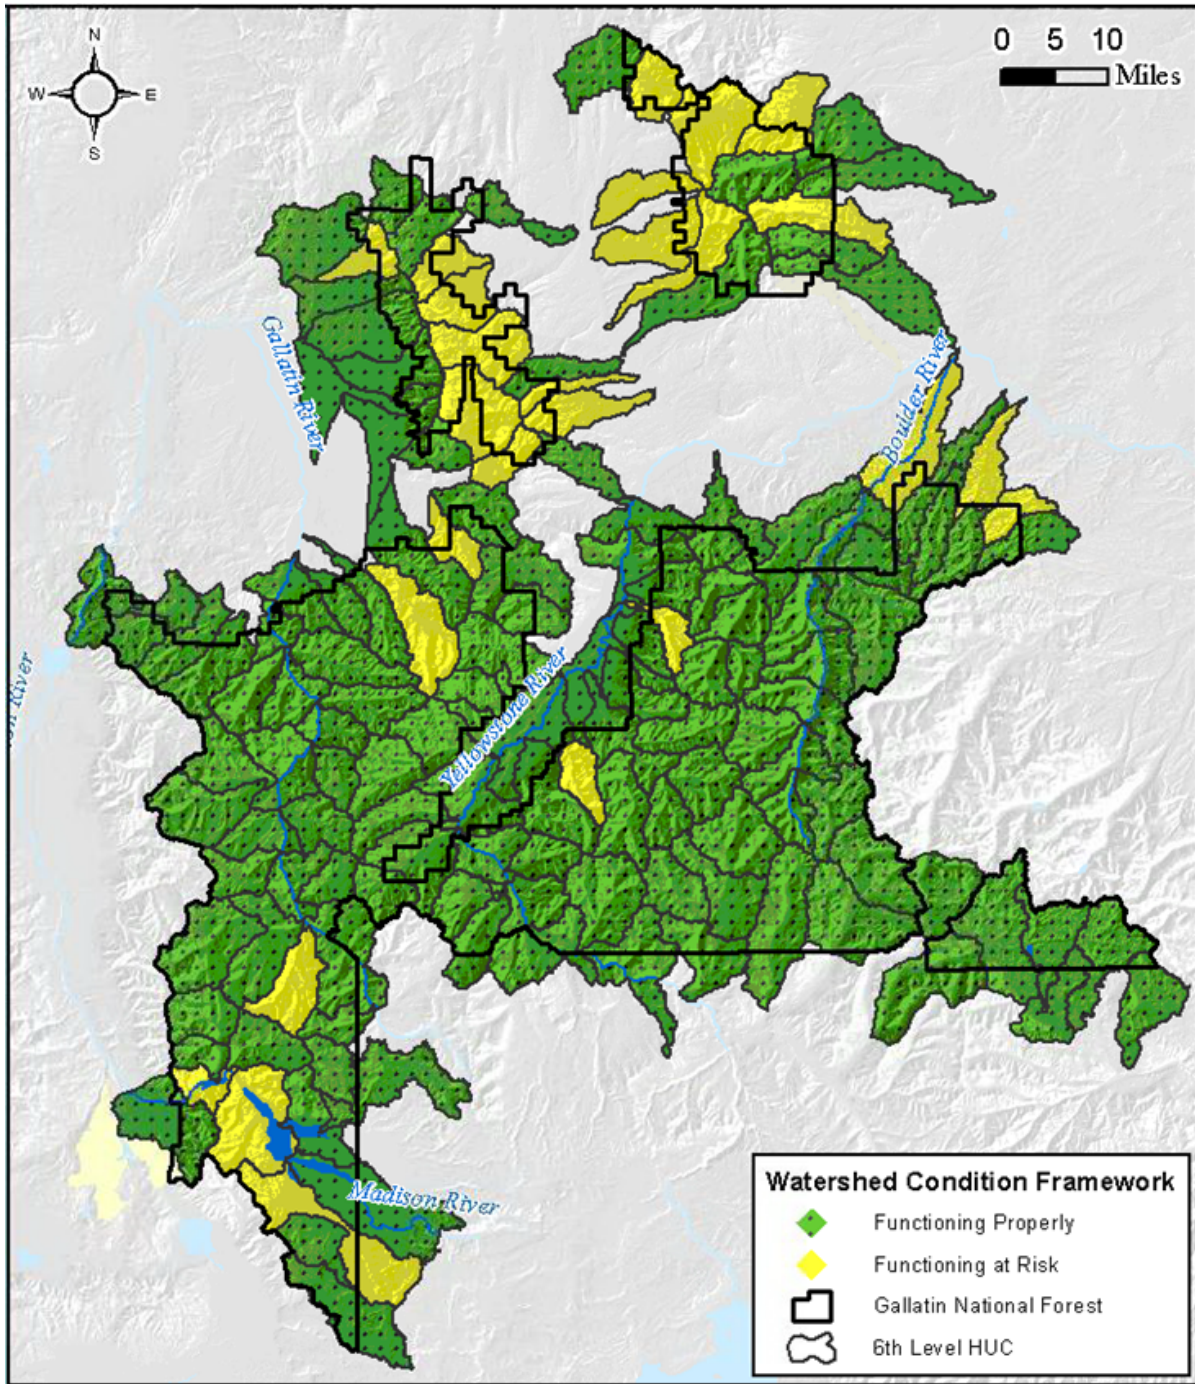 N
W E
S
0 5 10
Miles
Gallatin River
Boulder River
River
Yellowstone River
Madison River
Watershed Condition Framework
Functioning Properly
Functioning at Risk
Gallatin National Forest
6th Level HUC